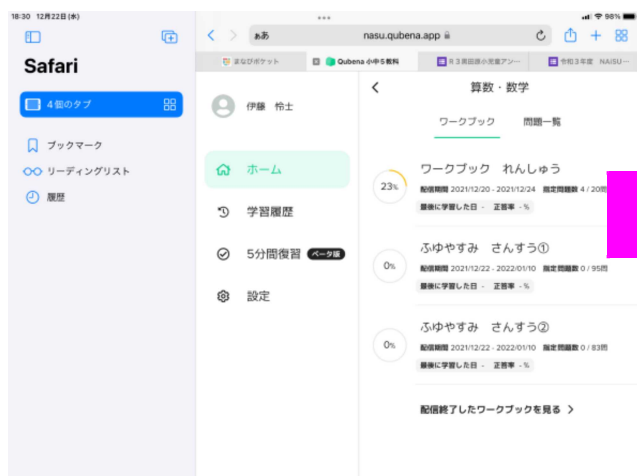 18:30 12月22日(水)
98%
Safari
4個のタブ
ブックマーク
リーディングリスト
履歴
ぁあ
nasu.qubena.app
まなびポケット
Qubena 小中5教科
令和3年度 NAiSU…
伊藤 怜士
ホーム
学習履歴
5分間復習 ベータ版
設定
算数・数学
ワークブック 問題一覧
23%
ワークブック れんしゅう
配信期間 2021/12/20 - 2021/12/24 指定問題数 4 / 20問
最後に学習した日 - 正答率 - %
0%
ふゆやすみ さんすう①
配信期間 2021/12/22 - 2022/01/10 指定問題数 0 / 95問
最後に学習した日 - 正答率 - %
0%
ふゆやすみ さんすう②
配信期間 2021/12/22 - 2022/01/10 指定問題数 0 / 83問
最後に学習した日 - 正答率 - %
配信終了したワークブックを見る